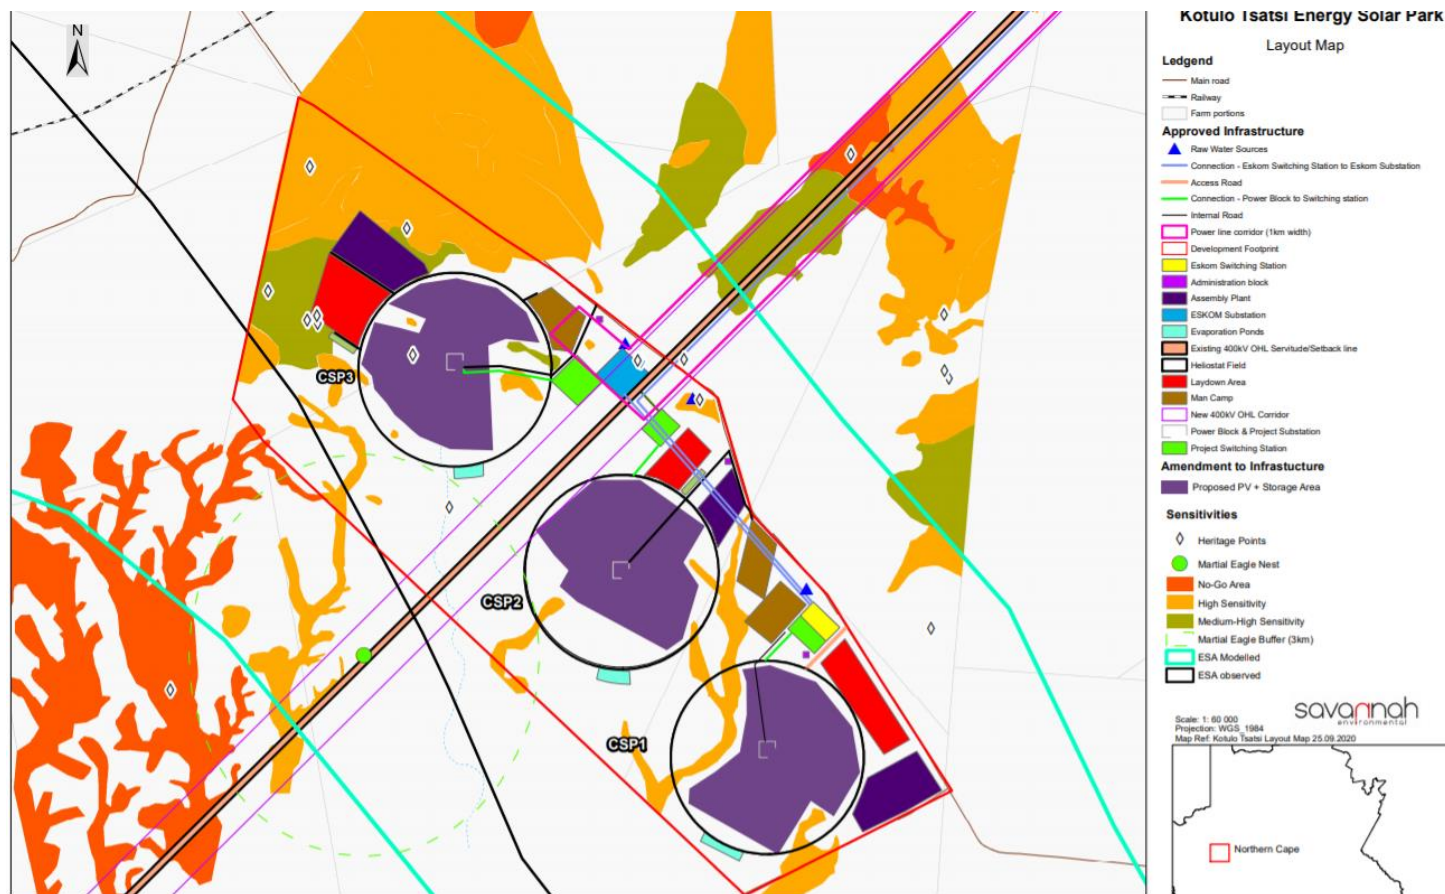 N
CSP3
CSP2
CSP1
Kotulo Tsatsi Energy Solar Park
Layout Map
Ledgend
Main road
Railway
Farm portions
Approved Infrastructure
Raw Water Sources
Connection - Eskom Switching Station to Eskom Substation
Access Road
Connection - Power Block to Switching station
Internal Road
Power line corridor (1km width)
Development Footprint
Eskom Switching Station
Administration block
Assembly Plant
ESKOM Substation
Evaporation Ponds
Existing 400kV OHL Servitude/Setback line
Heliostat Field
Laydown Area
Man Camp
New 400kV OHL Corridor
Power Block & Project Substation
Project Switching Station
Amendment to Infrastucture
Proposed PV + Storage Area
Sensitivities
Heritage Points
Martial Eagle Nest
No-Go Area
High Sensitivity
Medium-High Sensitivity
Martial Eagle Buffer (3km)
ESA Modelled
ESA observed
savannah
environmental
Scale: 1: 60 000
Projection: WGS_1984
Map Ref: Kotulo Tsatsi Layout Map 25.09.2020
Northern Cape